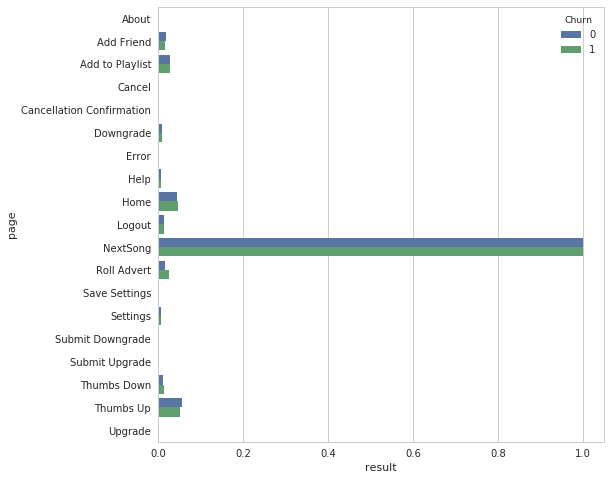 About
Add Friend
Add to Playlist
Cancel
Cancellation Confirmation
Downgrade
Error
Help
Home
Logout
NextSong
Roll Advert
Save Settings
Settings
Submit Downgrade
Submit Upgrade
Thumbs Down
Thumbs Up
Upgrade
page
Churn
0
1
0.0 0.2 0.4 0.6 0.8 1.0
result